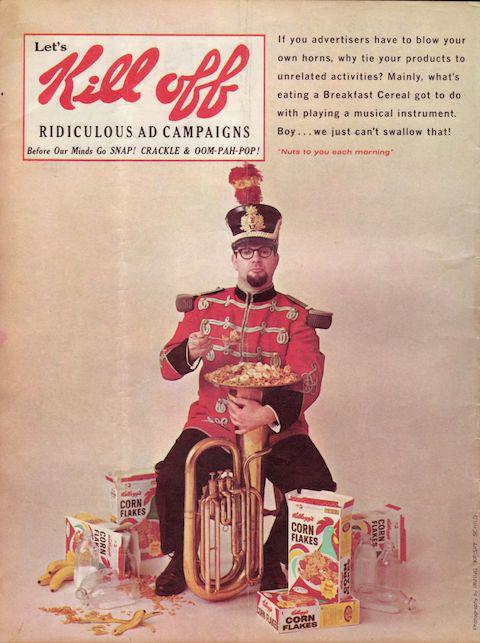 Let's
Kill off
RIDICULOUS AD CAMPAIGNS
Before Our Minds Go SNAP! CRACKLE & OOM-PAH-POP!
If you advertisers have to blow your
own horns, why tie your products to
unrelated activities? Mainly, what's
eating a Breakfast Cereal got to do
with playing a musical instrument.
Boy...we just can't swallow that!
"Nuts to you each morning"
Kellogg's
CORN
FLAKES
CORN
FLAKES
Kellogg's
CORN
FLAKES
CORN
FLAKES
CORN
FLAKES
Photography by IRVING